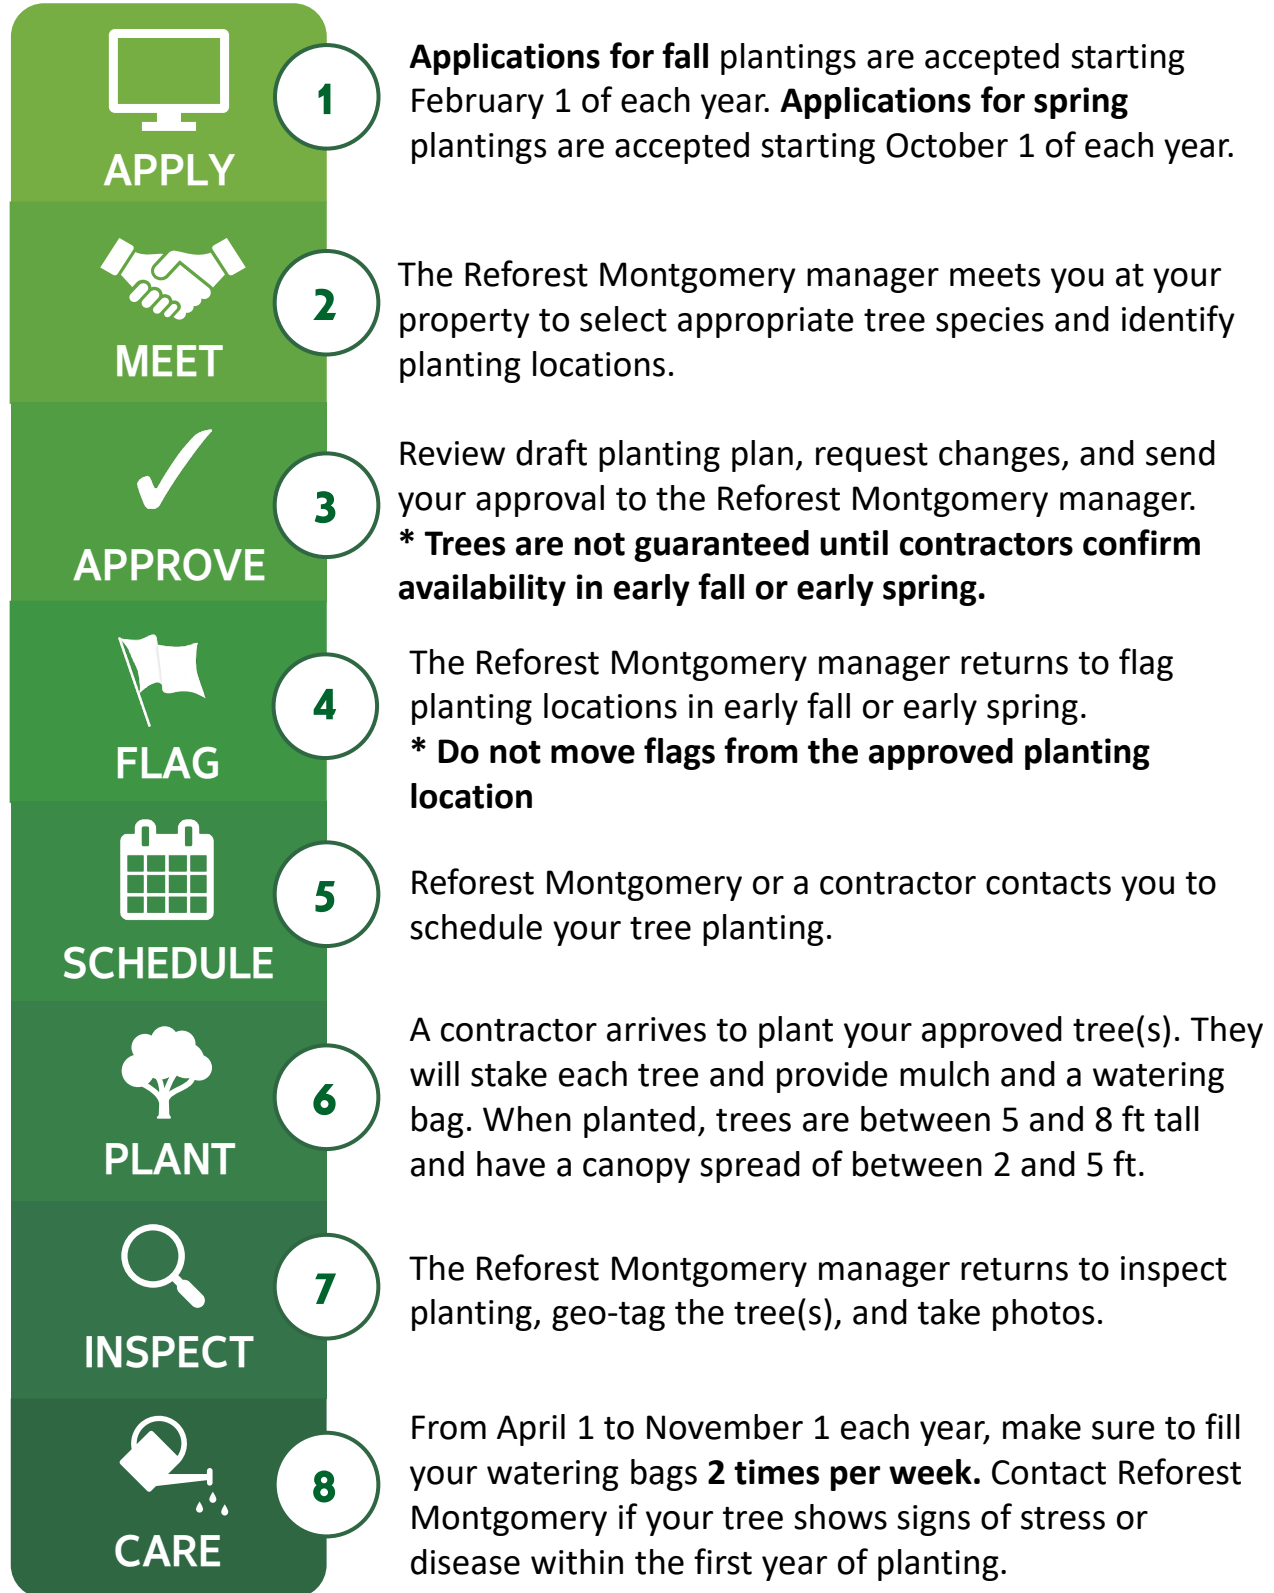 APPLY
1
Applications for fall plantings are accepted starting
February 1 of each year. Applications for spring
plantings are accepted starting October 1 of each year.
MEET
2
The Reforest Montgomery manager meets you at your
property to select appropriate tree species and identify
planting locations.
APPROVE
3
Review draft planting plan, request changes, and send
your approval to the Reforest Montgomery manager.
* Trees are not guaranteed until contractors confirm
availability in early fall or early spring.
FLAG
4
The Reforest Montgomery manager returns to flag
planting locations in early fall or early spring.
* Do not move flags from the approved planting
location
SCHEDULE
5
Reforest Montgomery or a contractor contacts you to
schedule your tree planting.
PLANT
6
A contractor arrives to plant your approved tree(s). They
will stake each tree and provide mulch and a watering
bag. When planted, trees are between 5 and 8 ft tall
and have a canopy spread of between 2 and 5 ft.
INSPECT
7
The Reforest Montgomery manager returns to inspect
planting, geo-tag the tree(s), and take photos.
CARE
8
From April 1 to November 1 each year, make sure to fill
your watering bags 2 times per week. Contact Reforest
Montgomery if your tree shows signs of stress or
disease within the first year of planting.